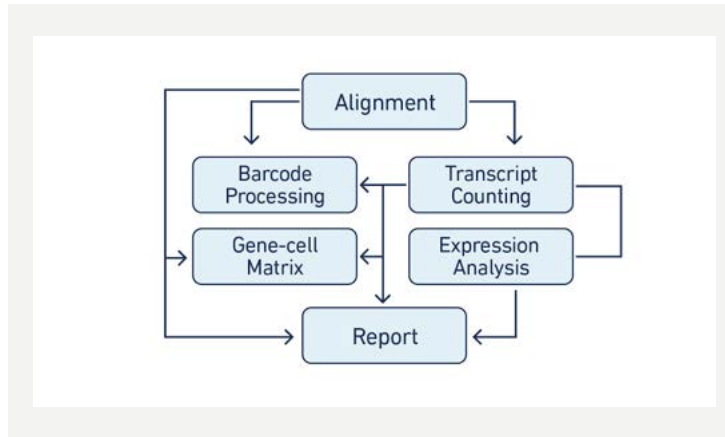 Alignment
Barcode
Processing
Transcript
Counting
Gene-cell
Matrix
Expression
Analysis
Report